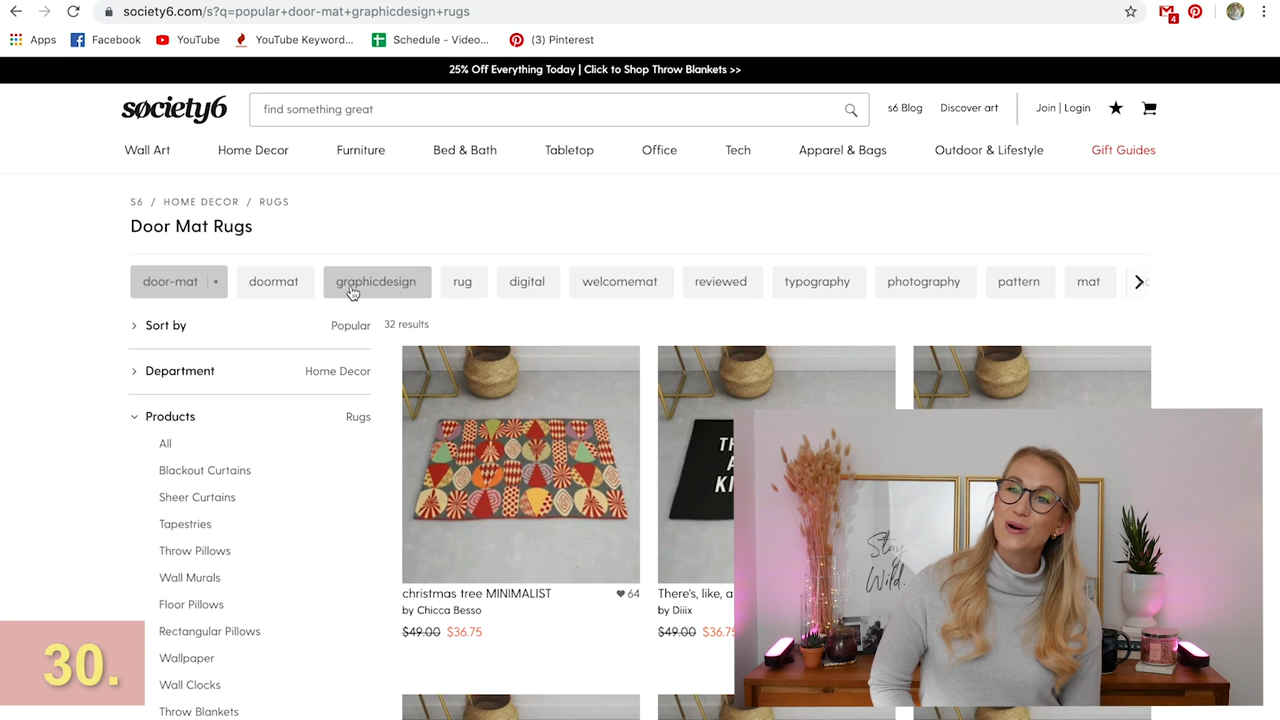 society6.com/s?q=popular+door-mat+graphicdesign+rugs
4
Apps
Facebook
YouTube
YouTube Keyword...
Schedule - Video...
(3) Pinterest
25% Off Everything Today | Click to Shop Throw Blankets >>
society6
find something great
s6 Blog
Discover art
Join | Login
Wall Art
Home Decor
Furniture
Bed & Bath
Tabletop
Office
Tech
Apparel & Bags
Outdoor & Lifestyle
Gift Guides
S6 / HOME DECOR / RUGS
Door Mat Rugs
door-mat ×
doormat
graphicdesign
rug
digital
welcomemat
reviewed
typography
photography
pattern
mat
Sort by
Popular
32 results
Department
Home Decor
Products
Rugs
All
Blackout Curtains
Sheer Curtains
Tapestries
Throw Pillows
Wall Murals
Floor Pillows
Rectangular Pillows
Wallpaper
Wall Clocks
Throw Blankets
christmas tree MINIMALIST
64
by Chicca Besso
$49.00 $36.75
There's, like, a
by Diiix
$49.00 $36.75
Stay
Wild.
30.